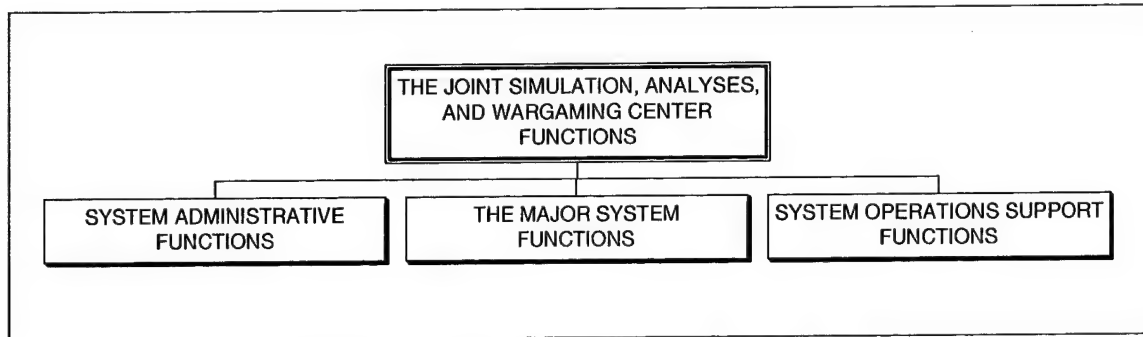 THE JOINT SIMULATION, ANALYSES,
AND WARGAMING CENTER
FUNCTIONS
SYSTEM ADMINISTRATIVE
FUNCTIONS
THE MAJOR SYSTEM
FUNCTIONS
SYSTEM OPERATIONS SUPPORT
FUNCTIONS